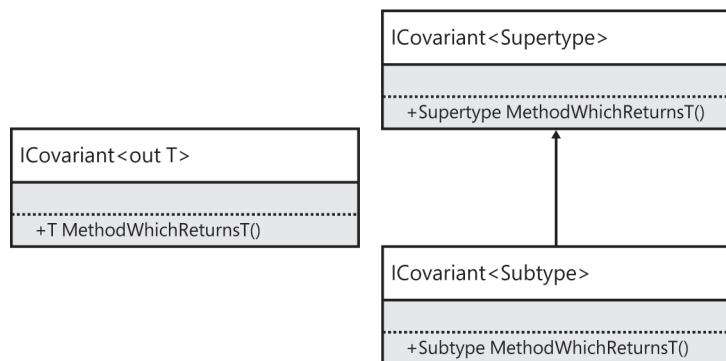 ICovariant<Supertype>
+Supertype MethodWhichReturnsT()
ICovariant<out T>
+T MethodWhichReturnsT()
ICovariant<Subtype>
+Subtype MethodWhichReturnsT()